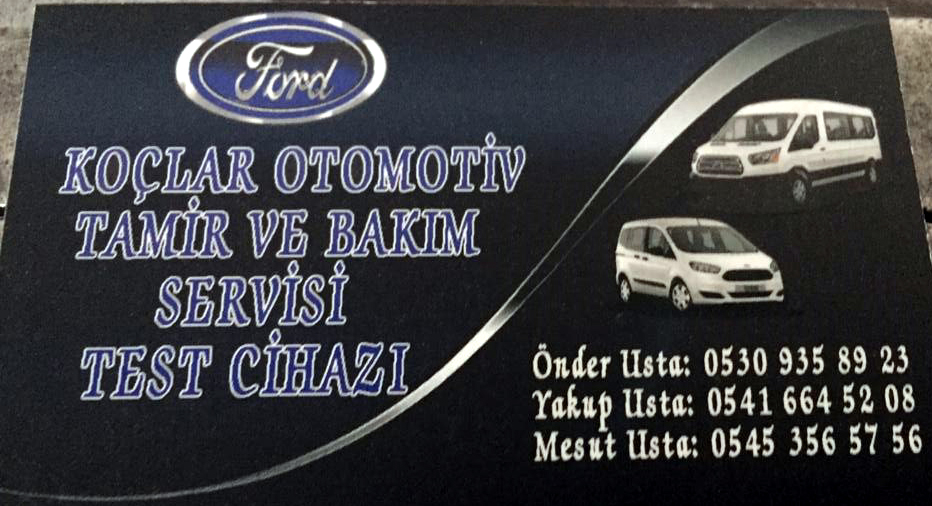 Ford
KOÇLAR OTOMOTİV
TAMİR VE BAKIM
SERVİSİ
TEST CİHAZI
Önder Usta: 0530 935 89 23
Yakup Usta: 0541 664 52 08
Mesut Usta: 0545 356 57 56